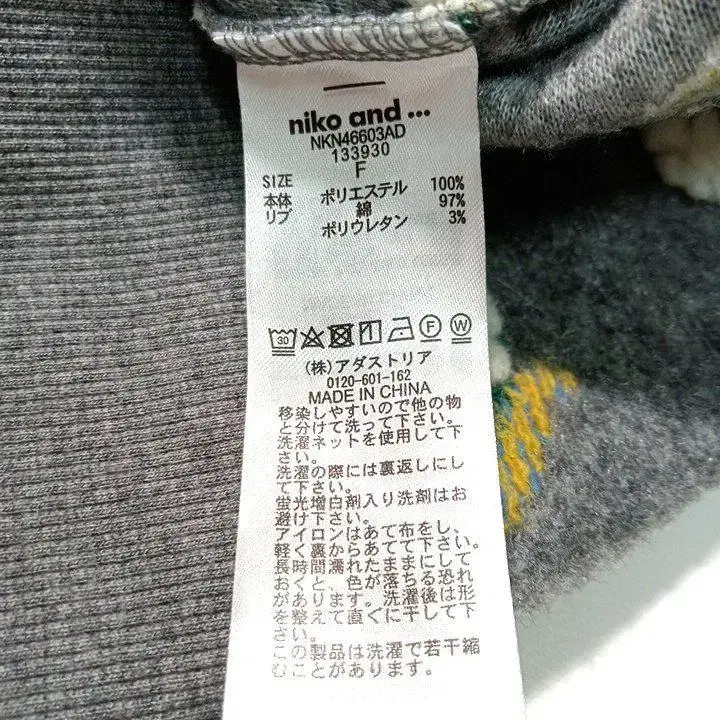 niko and ...
NKN46603AD
133930
SIZE F
本体 ポリエステル 100%
リブ 綿 97%
ポリウレタン 3%
30 F W
(株)アダストリア
0120-601-162
MADE IN CHINA
移染しやすいので他の物
と分けて洗って下さい。
洗濯ネットを使用して下
さい。
洗濯の際には裏返しにし
て下さい。
蛍光増白剤入り洗剤はお
避け下さい。
アイロンはあて布をし、
軽く裏からあてて下さい。
長時間濡れたままにして
おくと、色が落ちる恐れ
があります。洗濯後は形
を整えて直ぐに干して下
さい。
この製品は洗濯で若干縮
むことがあります。